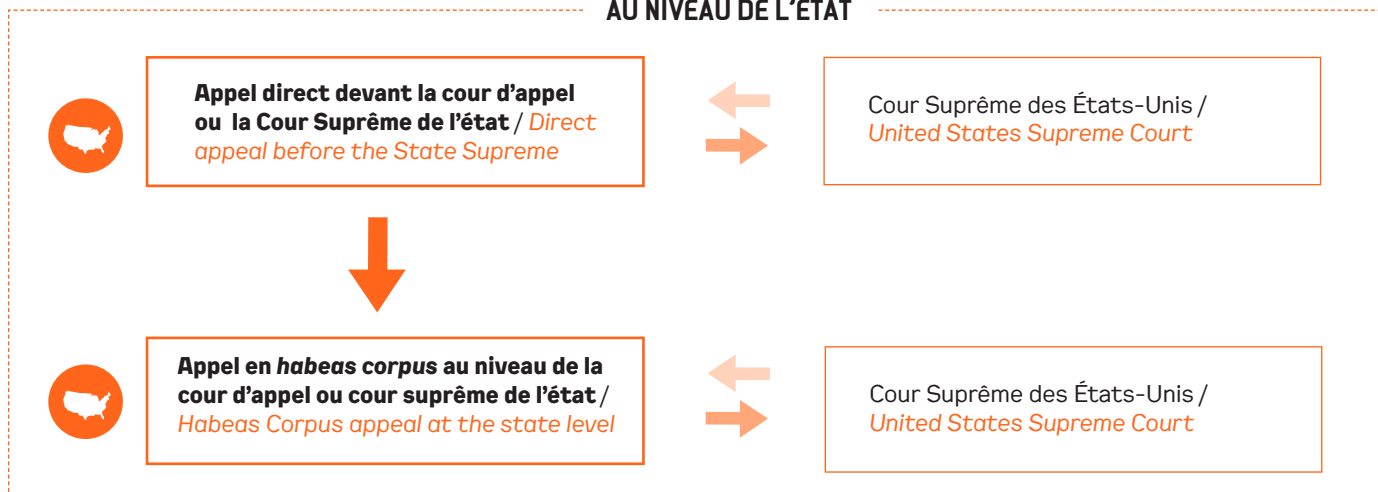 AU NIVEAU DE L'ÉTAT
Appel direct devant la cour d'appel
ou la Cour Suprême de l'état / Direct
appeal before the State Supreme
Cour Suprême des États-Unis /
United States Supreme Court
Appel en habeas corpus au niveau de la
cour d'appel ou cour suprême de l'état /
Habeas Corpus appeal at the state level
Cour Suprême des États-Unis /
United States Supreme Court